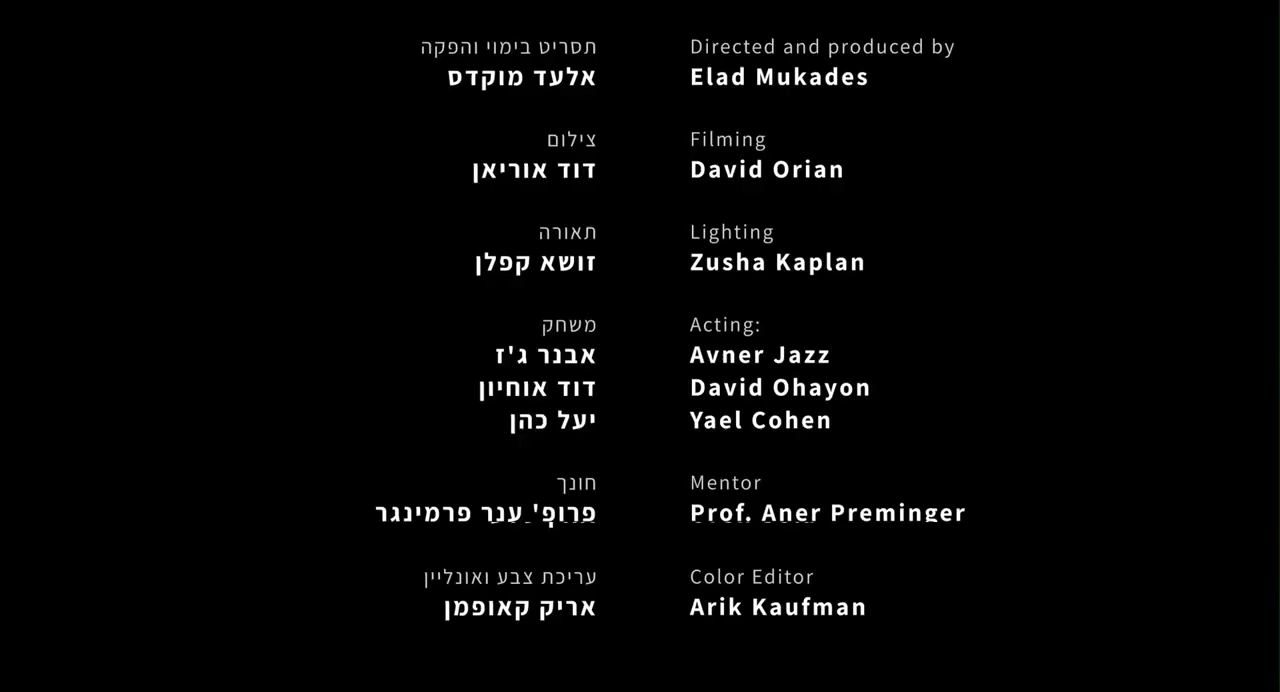 תסריט בימוי והפקה
אלעד מוקדס
צילום
דוד אוריאן
תאורה
זושא קפלן
משחק
אבנר ג'ז
דוד אוחיון
יעל כהן
חונך
פרופ' ענר פרמינגר
עריכת צבע ואונליין
אריק קאופמן
Directed and produced by
Elad Mukades
Filming
David Orian
Lighting
Zusha Kaplan
Acting:
Avner Jazz
David Ohayon
Yael Cohen
Mentor
Prof. Aner Preminger
Color Editor
Arik Kaufman